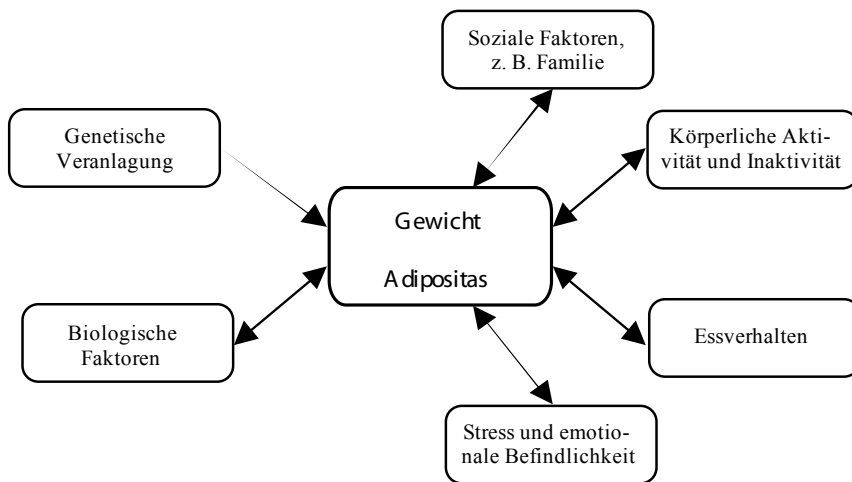 Soziale Faktoren,
z. B. Familie
Genetische
Veranlagung
Körperliche Akti-
vität und Inaktivität
Gewicht
Adipositas
Biologische
Faktoren
Essverhalten
Stress und emotio-
nale Befindlichkeit